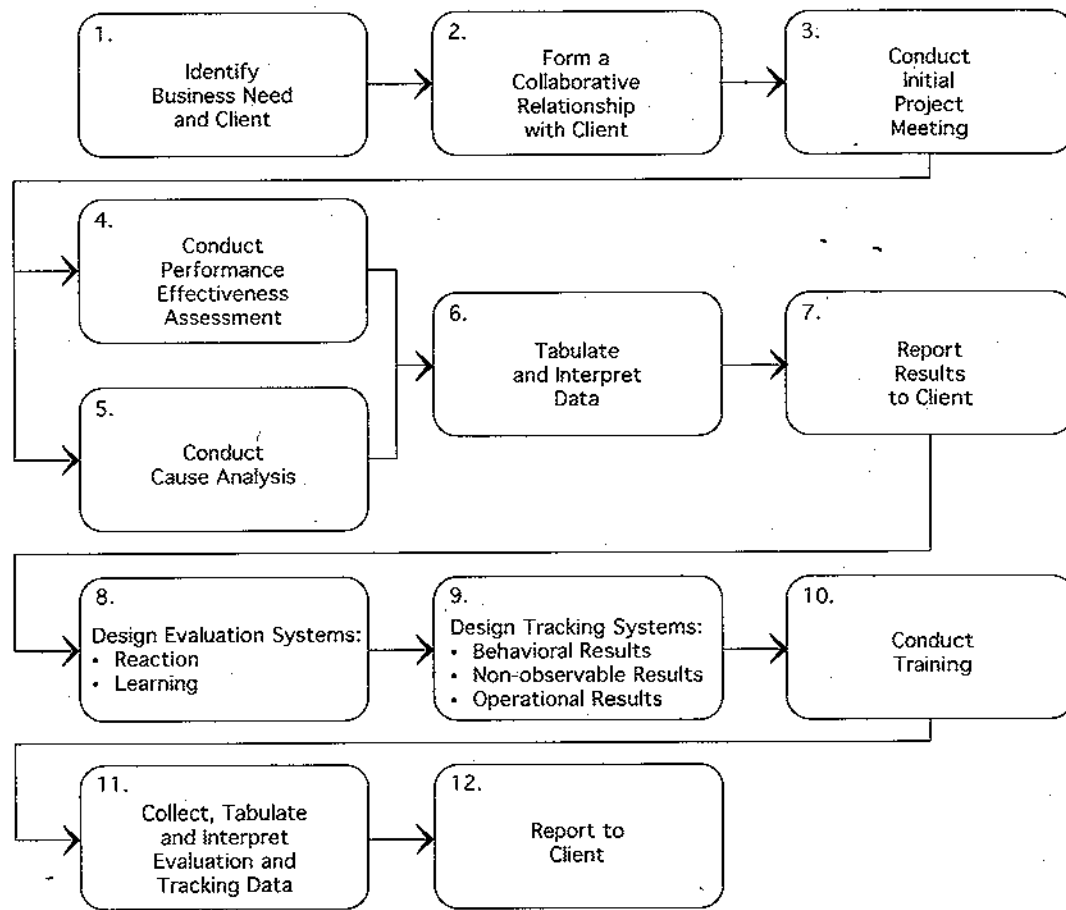 1.
Identify
Business Need
and Client
2.
Form a
Collaborative
Relationship
with Client
3.
Conduct
Initial
Project
Meeting
4.
Conduct
Performance
Effectiveness
Assessment
5.
Conduct
Cause Analysis
6.
Tabulate
and Interpret
Data
7.
Report
Results
to Client
8.
Design Evaluation Systems:
• Reaction
• Learning
9.
Design Tracking Systems:
• Behavioral Results
• Non-observable Results
• Operational Results
10.
Conduct
Training
11.
Collect, Tabulate
and Interpret
Evaluation and
Tracking Data
12.
Report to
Client